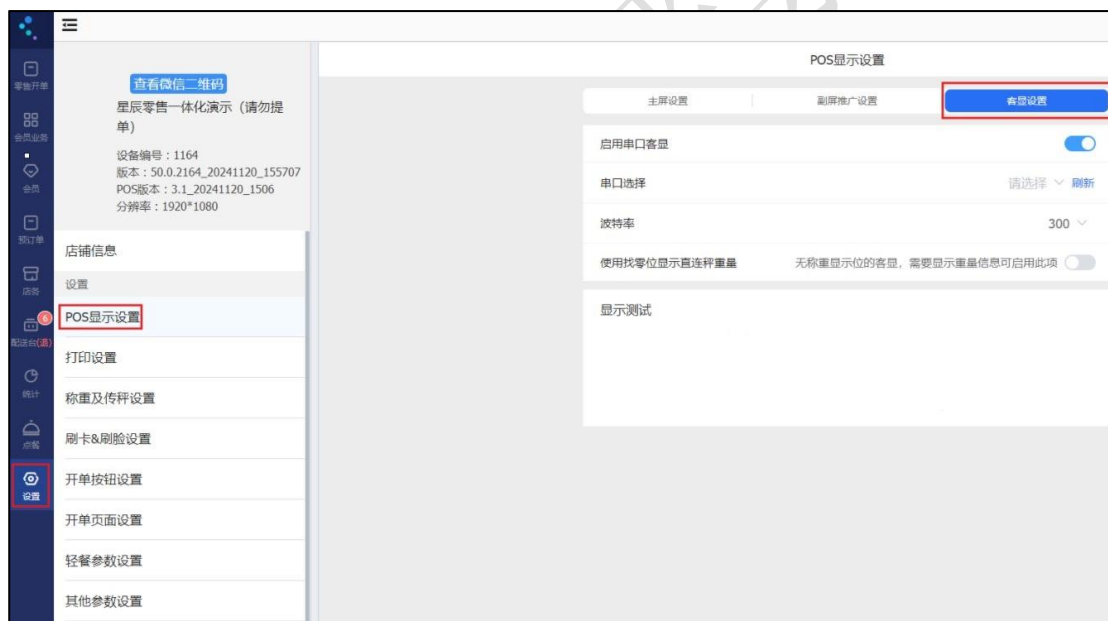 零售开单
会员业务
会员
预订单
店务
6
配送台(退)
统计
点餐
设置
查看微信二维码
星辰零售一体化演示（请勿提
单）
设备编号：1164
版本：50.0.2164_20241120_155707
POS版本：3.1_20241120_1506
分辨率：1920*1080
店铺信息
设置
POS显示设置
打印设置
称重及传秤设置
刷卡&刷脸设置
开单按钮设置
开单页面设置
轻餐参数设置
其他参数设置
POS显示设置
主屏设置 副屏推广设置 客显设置
启用串口客显
串口选择 请选择 刷新
波特率 300
使用找零位显示直连秤重量 无称重显示位的客显，需要显示重量信息可启用此项
显示测试